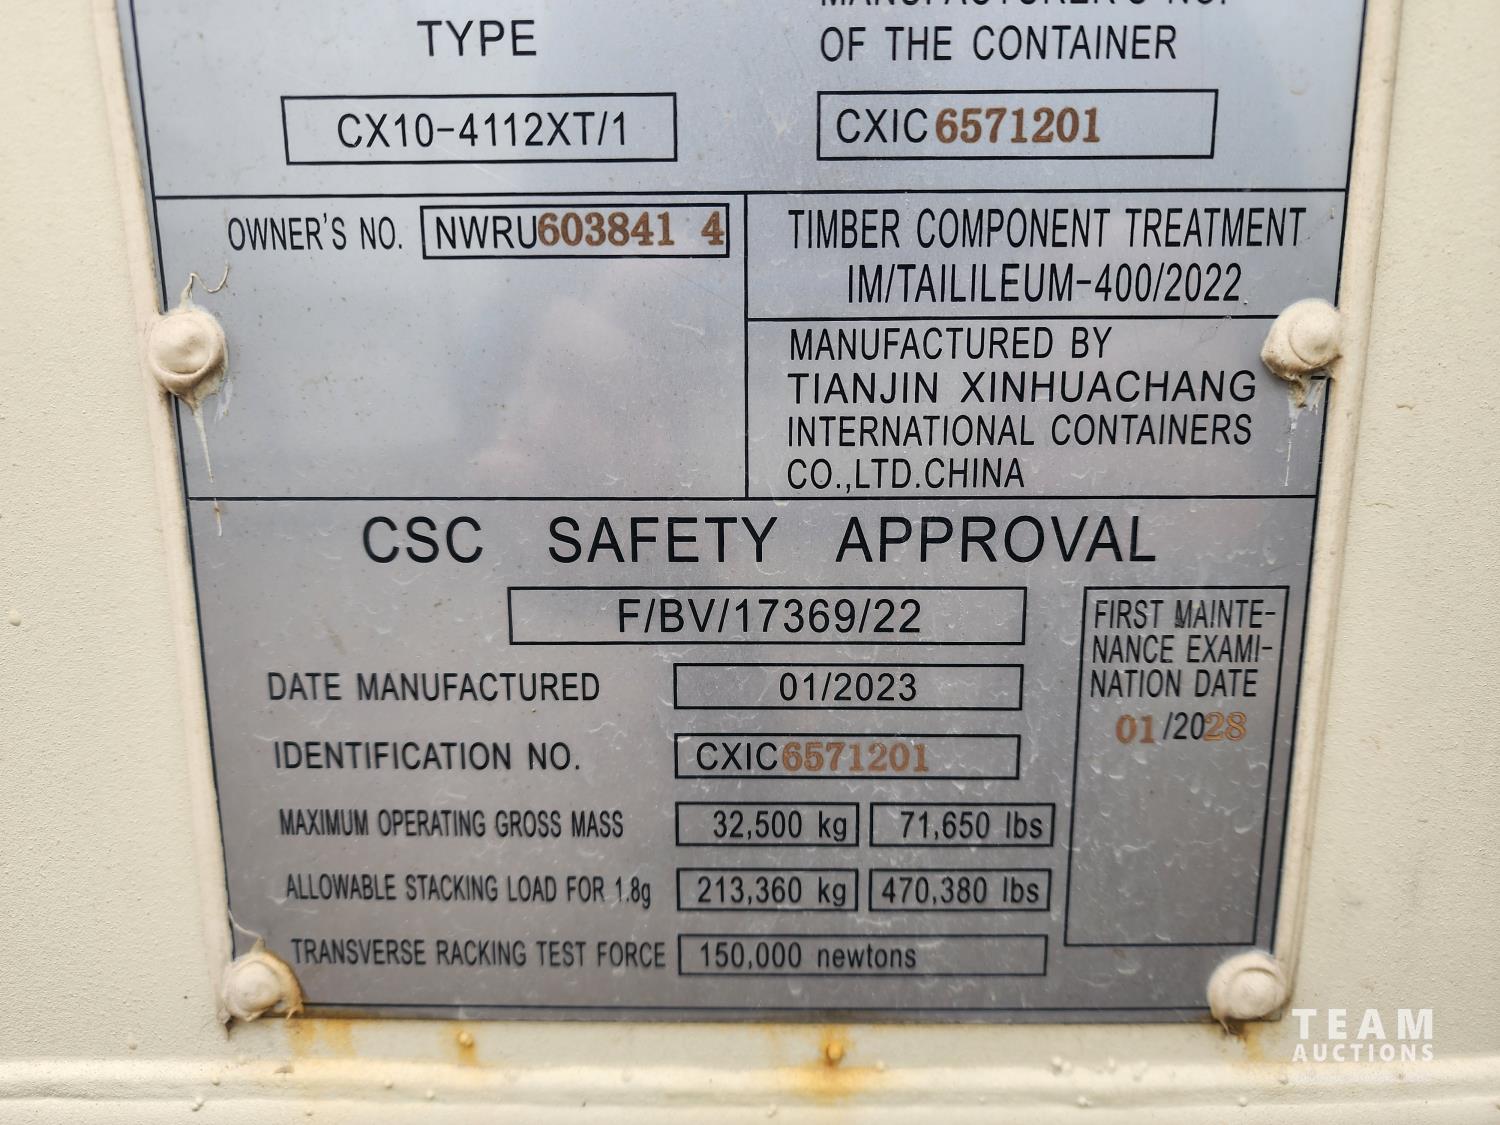 TYPE
MANUFACTURER'S NO.
OF THE CONTAINER
CX10-4112XT/1
CXIC6571201
OWNER'S NO. NWRU603841 4
TIMBER COMPONENT TREATMENT
IM/TAILILEUM-400/2022
MANUFACTURED BY
TIANJIN XINHUACHANG
INTERNATIONAL CONTAINERS
CO.,LTD.CHINA
CSC SAFETY APPROVAL
F/BV/17369/22
DATE MANUFACTURED 01/2023
IDENTIFICATION NO. CXIC6571201
MAXIMUM OPERATING GROSS MASS 32,500 kg 71,650 lbs
ALLOWABLE STACKING LOAD FOR 1.8g 213,360 kg 470,380 lbs
TRANSVERSE RACKING TEST FORCE 150,000 newtons
FIRST MAINTE-
NANCE EXAMI-
NATION DATE
01/2028
TEAM
AUCTIONS